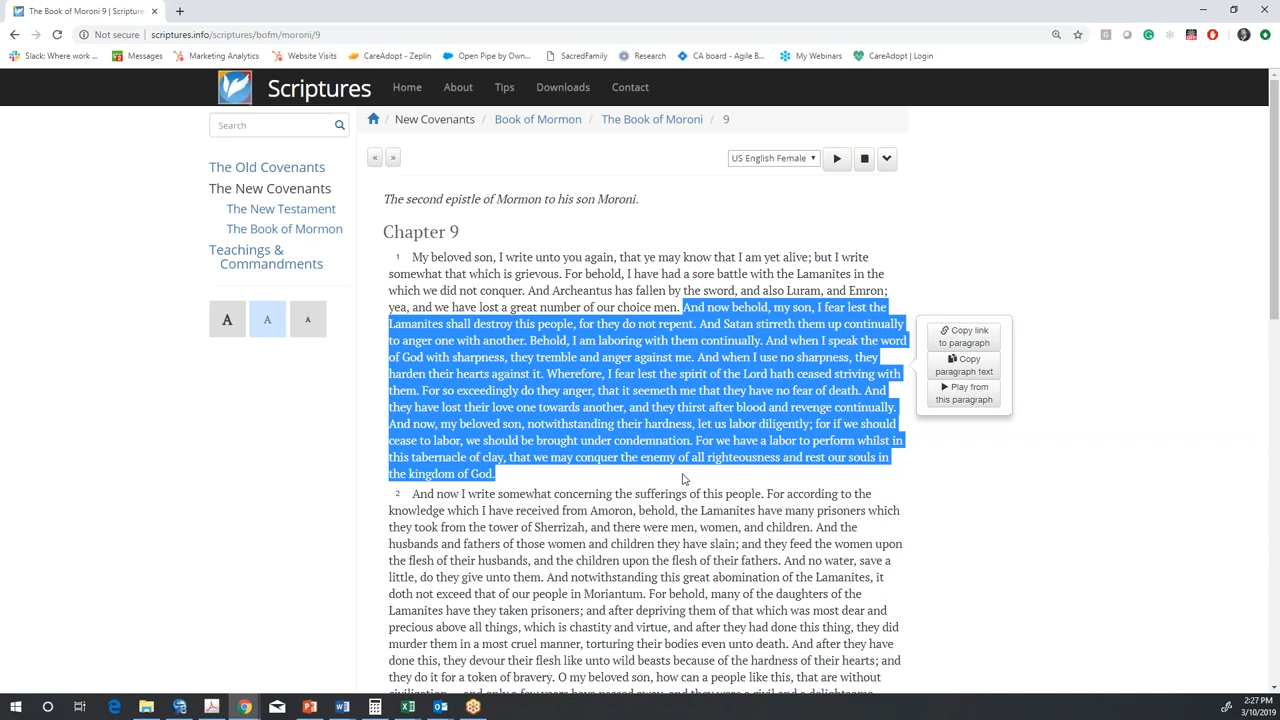 The Book of Moroni 9 | Scripture
Not secure | scriptures.info/scriptures/bofm/moroni/9
Slack: Where work ...
Messages
Marketing Analytics
Website Visits
CareAdopt - Zeplin
Open Pipe by Own...
SacredFamily
Research
CA board - Agile B...
My Webinars
CareAdopt | Login
Scriptures
Home
About
Tips
Downloads
Contact
Search
/ New Covenants / Book of Mormon / The Book of Moroni / 9
The Old Covenants
The New Covenants
The New Testament
The Book of Mormon
Teachings &
Commandments
A A A
« »
US English Female
The second epistle of Mormon to his son Moroni.
Chapter 9
1 My beloved son, I write unto you again, that ye may know that I am yet alive; but I write
somewhat that which is grievous. For behold, I have had a sore battle with the Lamanites in the
which we did not conquer. And Archeantus has fallen by the sword, and also Luram, and Emron;
yea, and we have lost a great number of our choice men. And now behold, my son, I fear lest the
Lamanites shall destroy this people, for they do not repent. And Satan stirreth them up continually
to anger one with another. Behold, I am laboring with them continually. And when I speak the word
of God with sharpness, they tremble and anger against me. And when I use no sharpness, they
harden their hearts against it. Wherefore, I fear lest the spirit of the Lord hath ceased striving with
them. For so exceedingly do they anger, that it seemeth me that they have no fear of death. And
they have lost their love one towards another, and they thirst after blood and revenge continually.
And now, my beloved son, notwithstanding their hardness, let us labor diligently; for if we should
cease to labor, we should be brought under condemnation. For we have a labor to perform whilst in
this tabernacle of clay, that we may conquer the enemy of all righteousness and rest our souls in
the kingdom of God.
Copy link
to paragraph
Copy
paragraph text
Play from
this paragraph
2 And now I write somewhat concerning the sufferings of this people. For according to the
knowledge which I have received from Amoron, behold, the Lamanites have many prisoners which
they took from the tower of Sherrizah, and there were men, women, and children. And the
husbands and fathers of those women and children they have slain; and they feed the women upon
the flesh of their husbands, and the children upon the flesh of their fathers. And no water, save a
little, do they give unto them. And notwithstanding this great abomination of the Lamanites, it
doth not exceed that of our people in Moriantum. For behold, many of the daughters of the
Lamanites have they taken prisoners; and after depriving them of that which was most dear and
precious above all things, which is chastity and virtue, and after they had done this thing, they did
murder them in a most cruel manner, torturing their bodies even unto death. And after they have
done this, they devour their flesh like unto wild beasts because of the hardness of their hearts; and
they do it for a token of bravery. O my beloved son, how can a people like this, that are without
civilization — and only a few years have passed away, and they were a civil and a delightsome
2:27 PM
3/10/2019